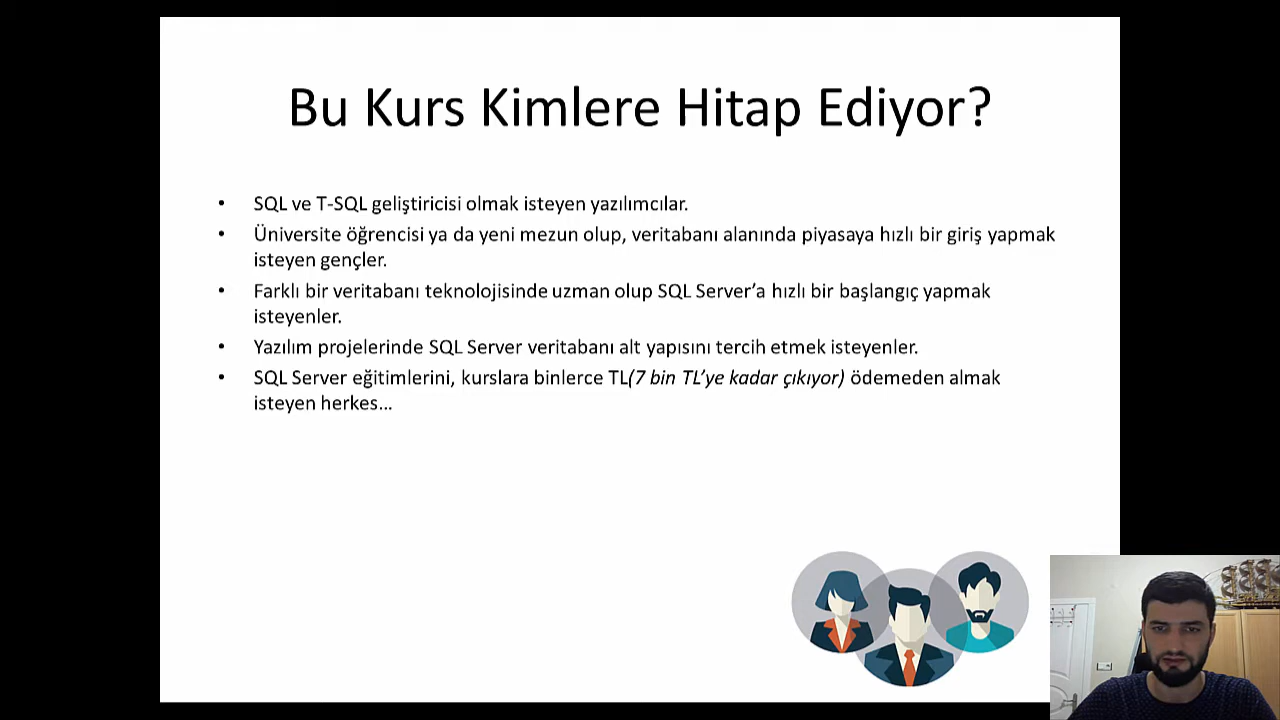 Bu Kurs Kimlere Hitap Ediyor?
• SQL ve T-SQL geliştiricisi olmak isteyen yazılımcılar.
• Üniversite öğrencisi ya da yeni mezun olup, veritabanı alanında piyasaya hızlı bir giriş yapmak
isteyen gençler.
• Farklı bir veritabanı teknolojisinde uzman olup SQL Server’a hızlı bir başlangıç yapmak
isteyenler.
• Yazılım projelerinde SQL Server veritabanı alt yapısını tercih etmek isteyenler.
• SQL Server eğitimlerini, kurslara binlerce TL(7 bin TL’ye kadar çıkıyor) ödemeden almak
isteyen herkes…